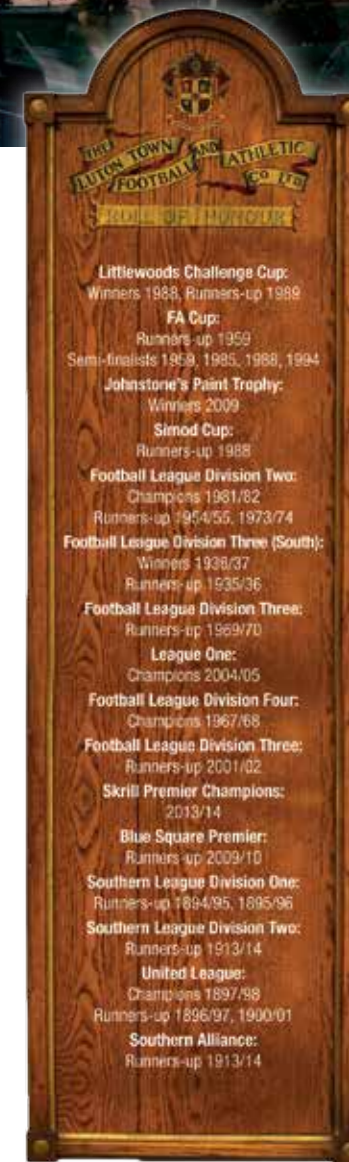 THE
LUTON TOWN AND ATHLETIC
FOOTBALL CO LTD
ROLL OF HONOUR
Littlewoods Challenge Cup:
Winners 1988, Runners-up 1989
FA Cup:
Runners-up 1959
Semi-finalists 1959, 1985, 1988, 1994
Johnstone's Paint Trophy:
Winners 2009
Simod Cup:
Runners-up 1988
Football League Division Two:
Champions 1981/82
Runners-up 1954/55, 1973/74
Football League Division Three (South):
Winners 1936/37
Runners-up 1935/36
Football League Division Three:
Runners-up 1969/70
League One:
Champions 2004/05
Football League Division Four:
Champions 1967/68
Football League Division Three:
Runners-up 2001/02
Skrill Premier Champions:
2013/14
Blue Square Premier:
Runners-up 2009/10
Southern League Division One:
Runners-up 1894/95, 1895/96
Southern League Division Two:
Runners-up 1913/14
United League:
Champions 1897/98
Runners-up 1896/97, 1900/01
Southern Alliance:
Runners-up 1913/14